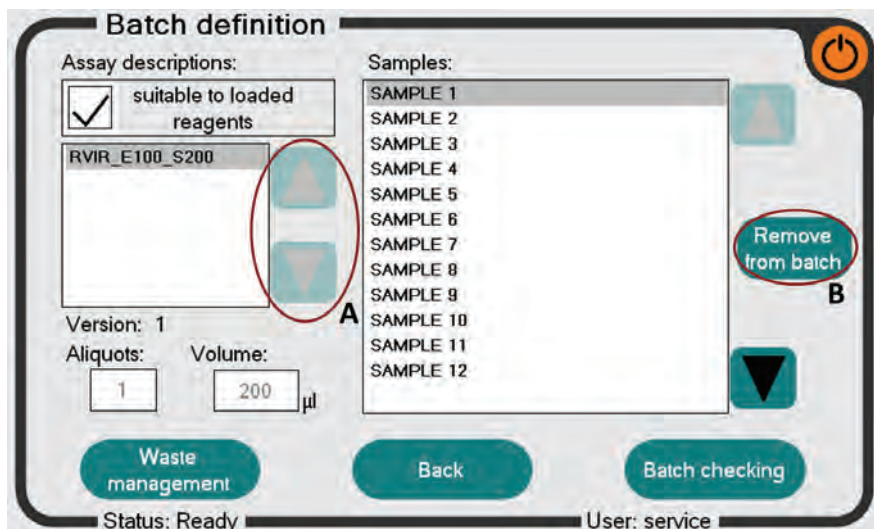 Batch definition
Assay descriptions:
suitable to loaded
reagents
RVIR_E100_S200
A
Version: 1
Aliquots:
Volume:
1
200
µl
Samples:
SAMPLE 1
SAMPLE 2
SAMPLE 3
SAMPLE 4
SAMPLE 5
SAMPLE 6
SAMPLE 7
SAMPLE 8
SAMPLE 9
SAMPLE 10
SAMPLE 11
SAMPLE 12
Remove
from batch
B
Waste
management
Back
Batch checking
Status: Ready
User: service